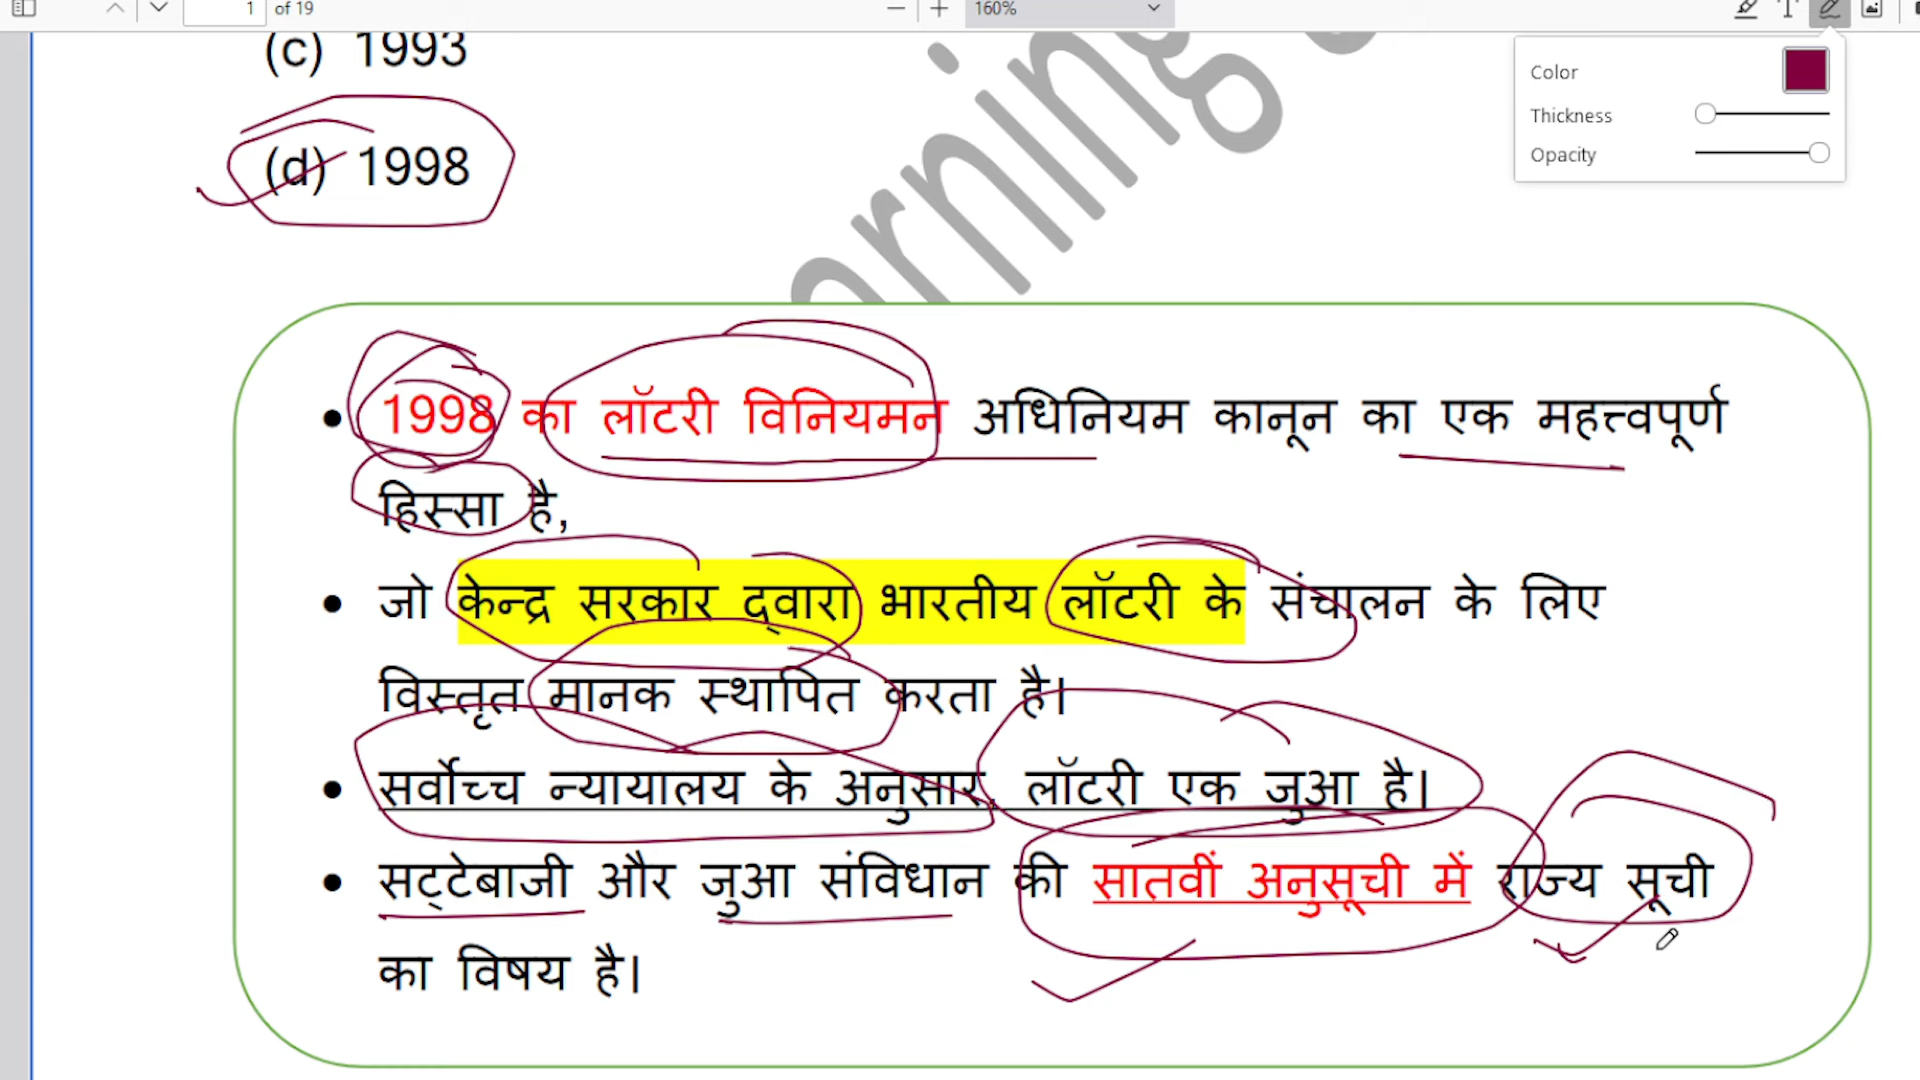 1 of 19 160%
Color
Thickness
Opacity
(c) 1993
(d) 1998
• 1998 का लॉटरी विनियमन अधिनियम कानून का एक महत्त्वपूर्ण
हिस्सा है,
• जो केन्द्र सरकार द्वारा भारतीय लॉटरी के संचालन के लिए
विस्तृत मानक स्थापित करता है।
• सर्वोच्च न्यायालय के अनुसार, लॉटरी एक जुआ है।
• सट्टेबाजी और जुआ संविधान की सातवीं अनुसूची में राज्य सूची
का विषय है।